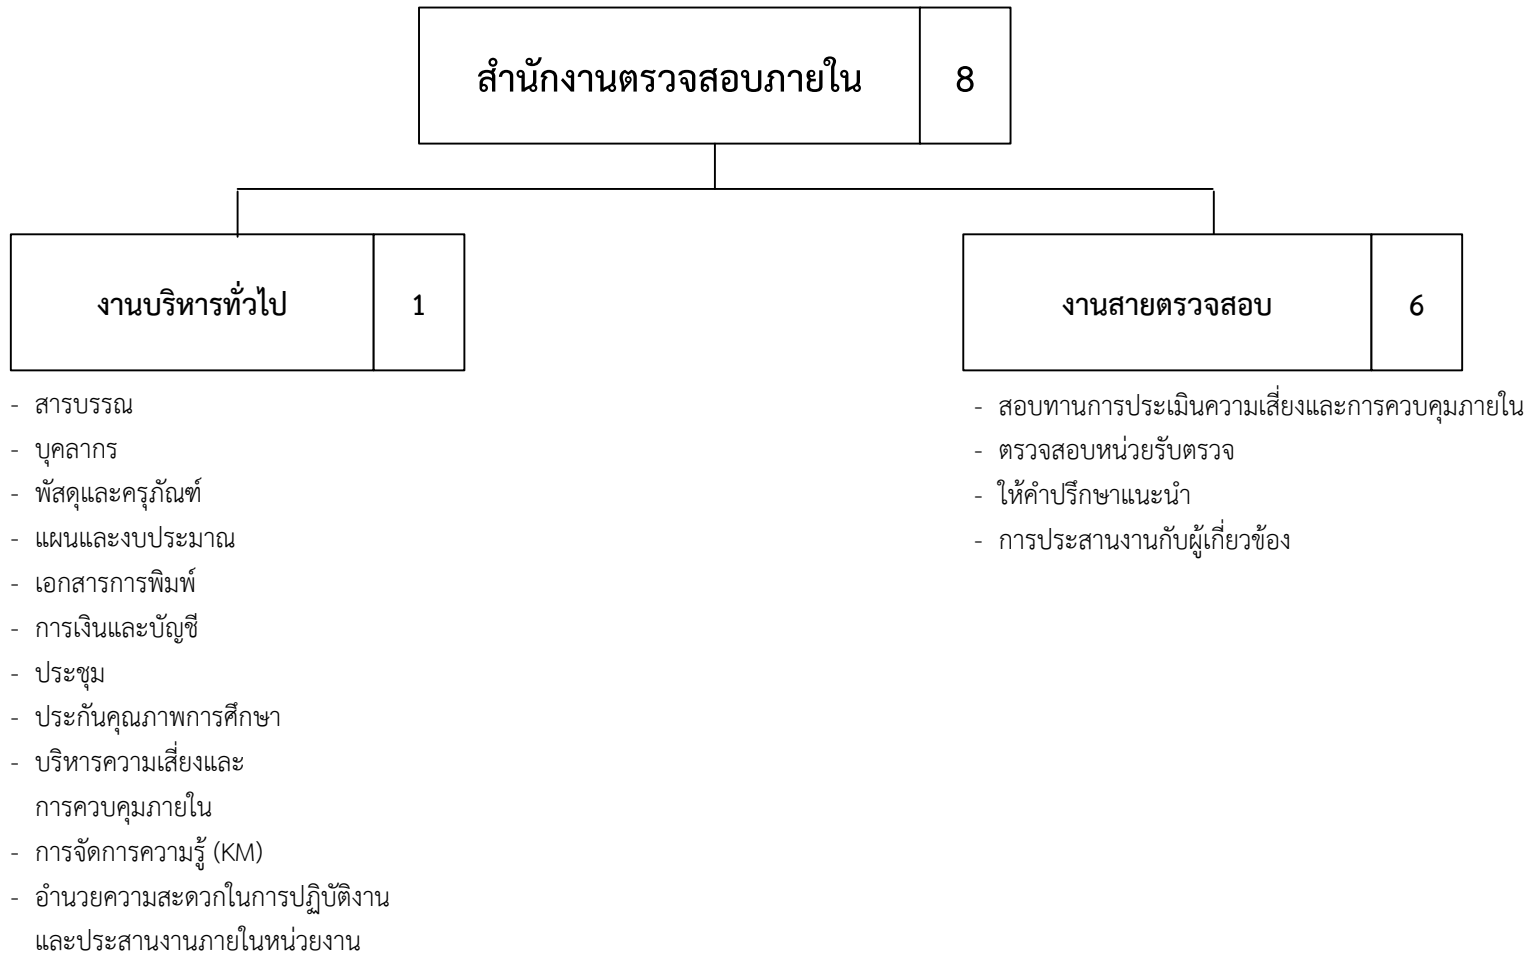 สำนักงานตรวจสอบภายใน 8
งานบริหารทั่วไป 1
- สารบรรณ
- บุคลากร
- พัสดุและครุภัณฑ์
- แผนและงบประมาณ
- เอกสารการพิมพ์
- การเงินและบัญชี
- ประชุม
- ประกันคุณภาพการศึกษา
- บริหารความเสี่ยงและ
การควบคุมภายใน
- การจัดการความรู้ (KM)
- อำนวยความสะดวกในการปฏิบัติงาน
และประสานงานภายในหน่วยงาน
งานสายตรวจสอบ 6
- สอบทานการประเมินความเสี่ยงและการควบคุมภายใน
- ตรวจสอบหน่วยรับตรวจ
- ให้คำปรึกษาแนะนำ
- การประสานงานกับผู้เกี่ยวข้อง